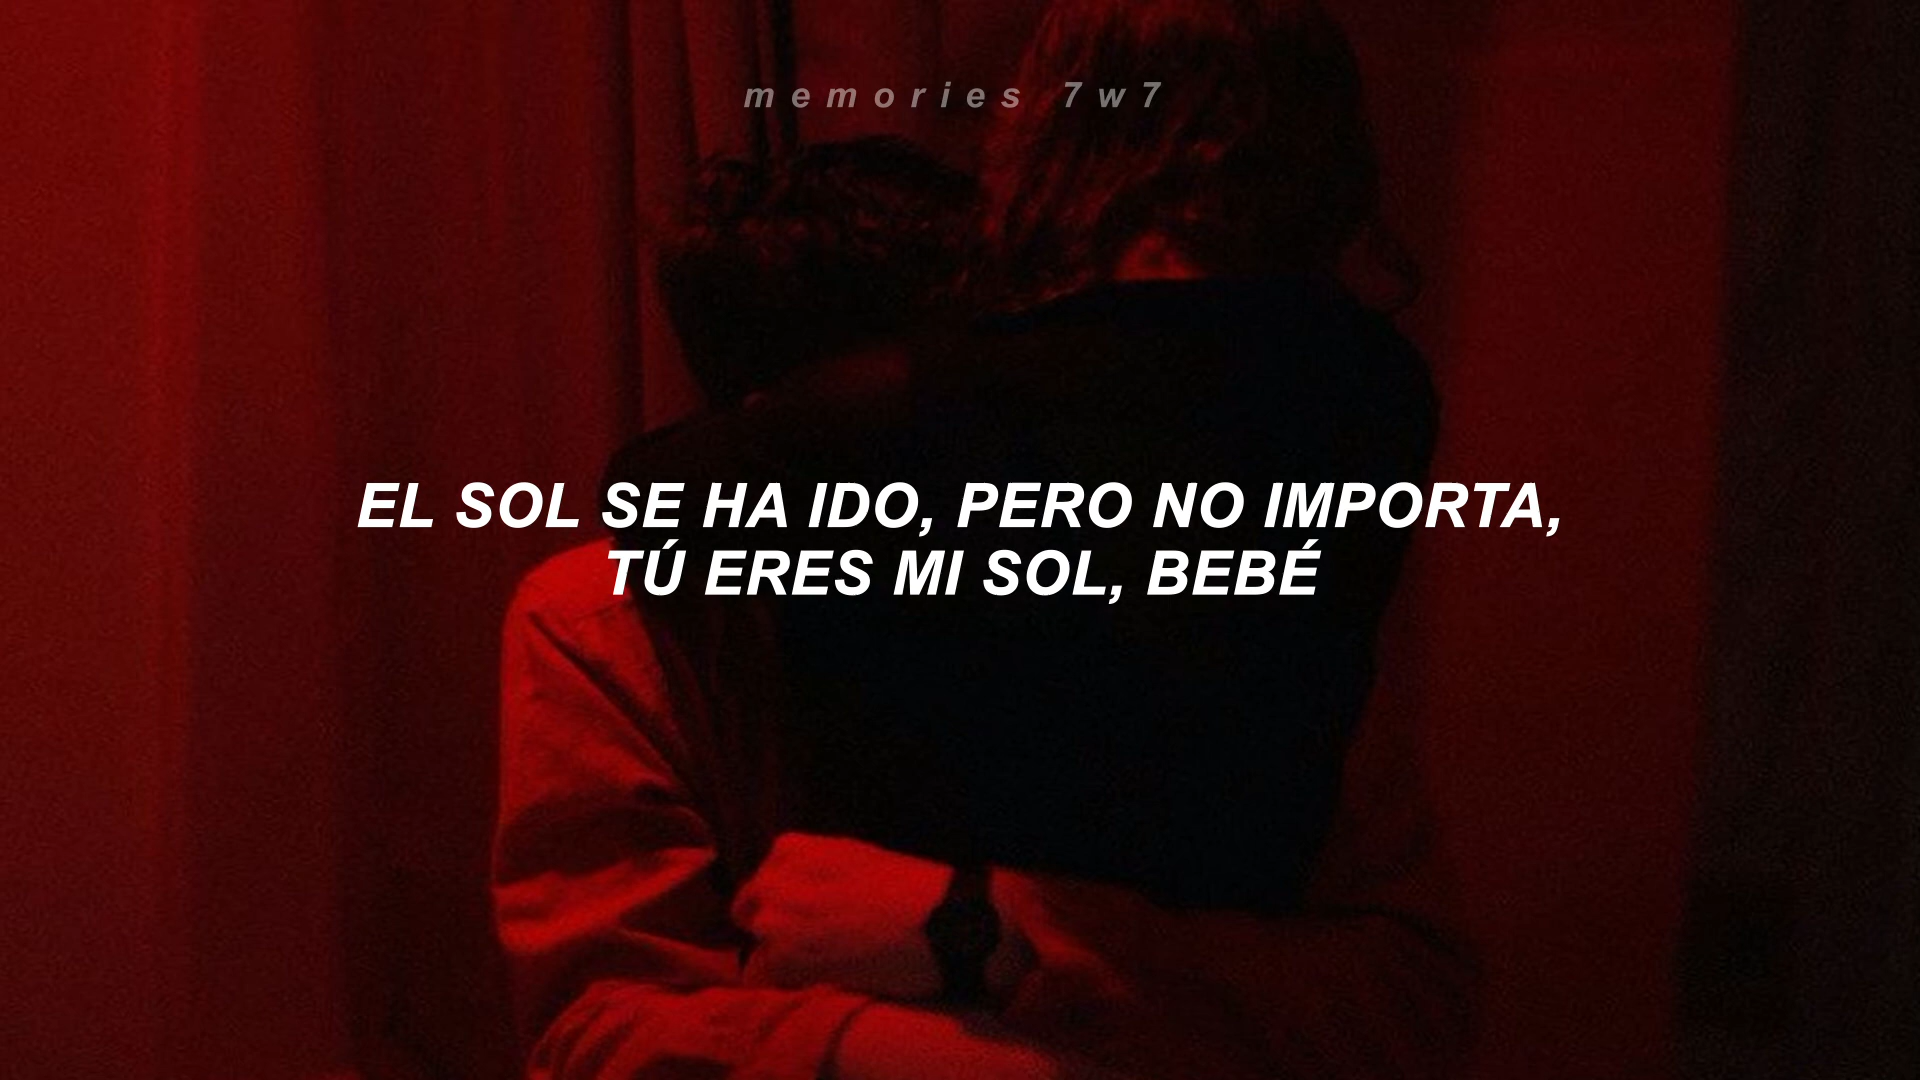 memories 7w7
EL SOL SE HA IDO, PERO NO IMPORTA,
TÚ ERES MI SOL, BEBÉ